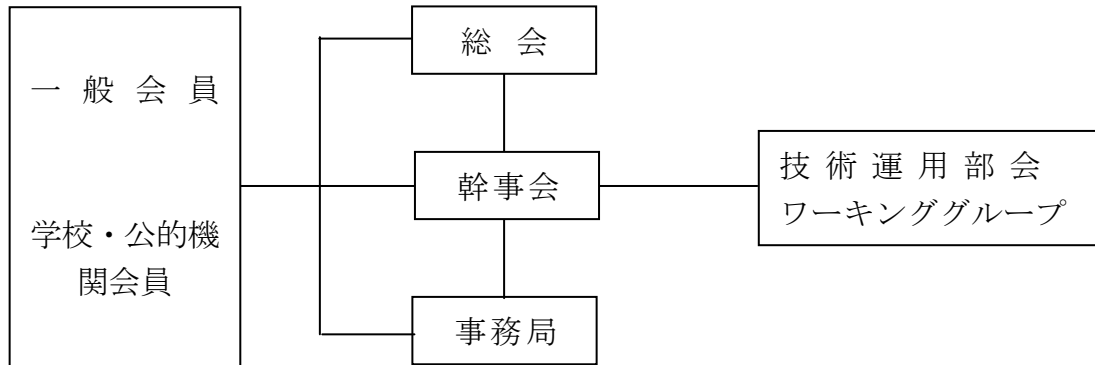 一般会員
学校・公的機
関会員
総会
幹事会
事務局
技術運用部会
ワーキンググループ